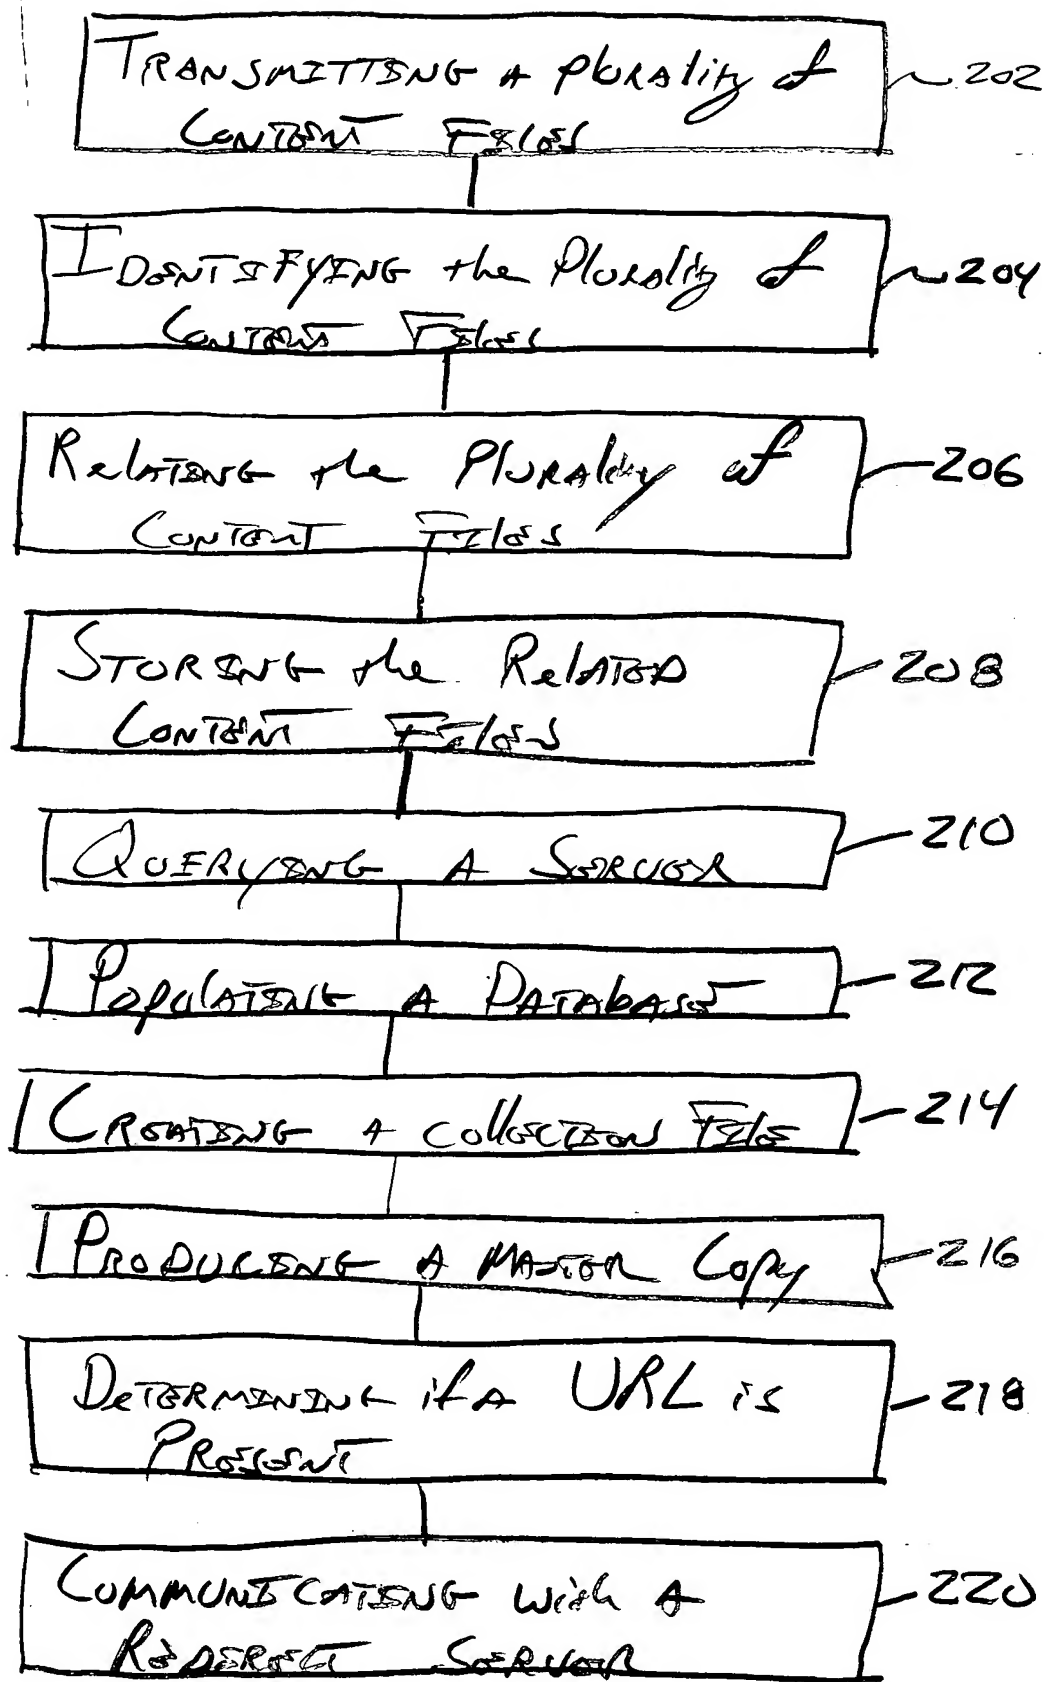 TRANSMITTING A Plurality of 202
CONTENT FILES
IDENTIFYING the Plurality of 204
CONTENT FILES
RelATING the PluRAlity of 206
CONTENT FIles
STORING the RelATED 208
CONTENT FIles
QUERYING A SERVER 210
PopulATING A DATAbASE 212
CREATING A collECTION FIlE 214
PRODUCING A MASTER Copy 216
DeTERMINING if A URL is 218
PRESENT
COMMUNICATING with A 220
REDIRECT SERVER